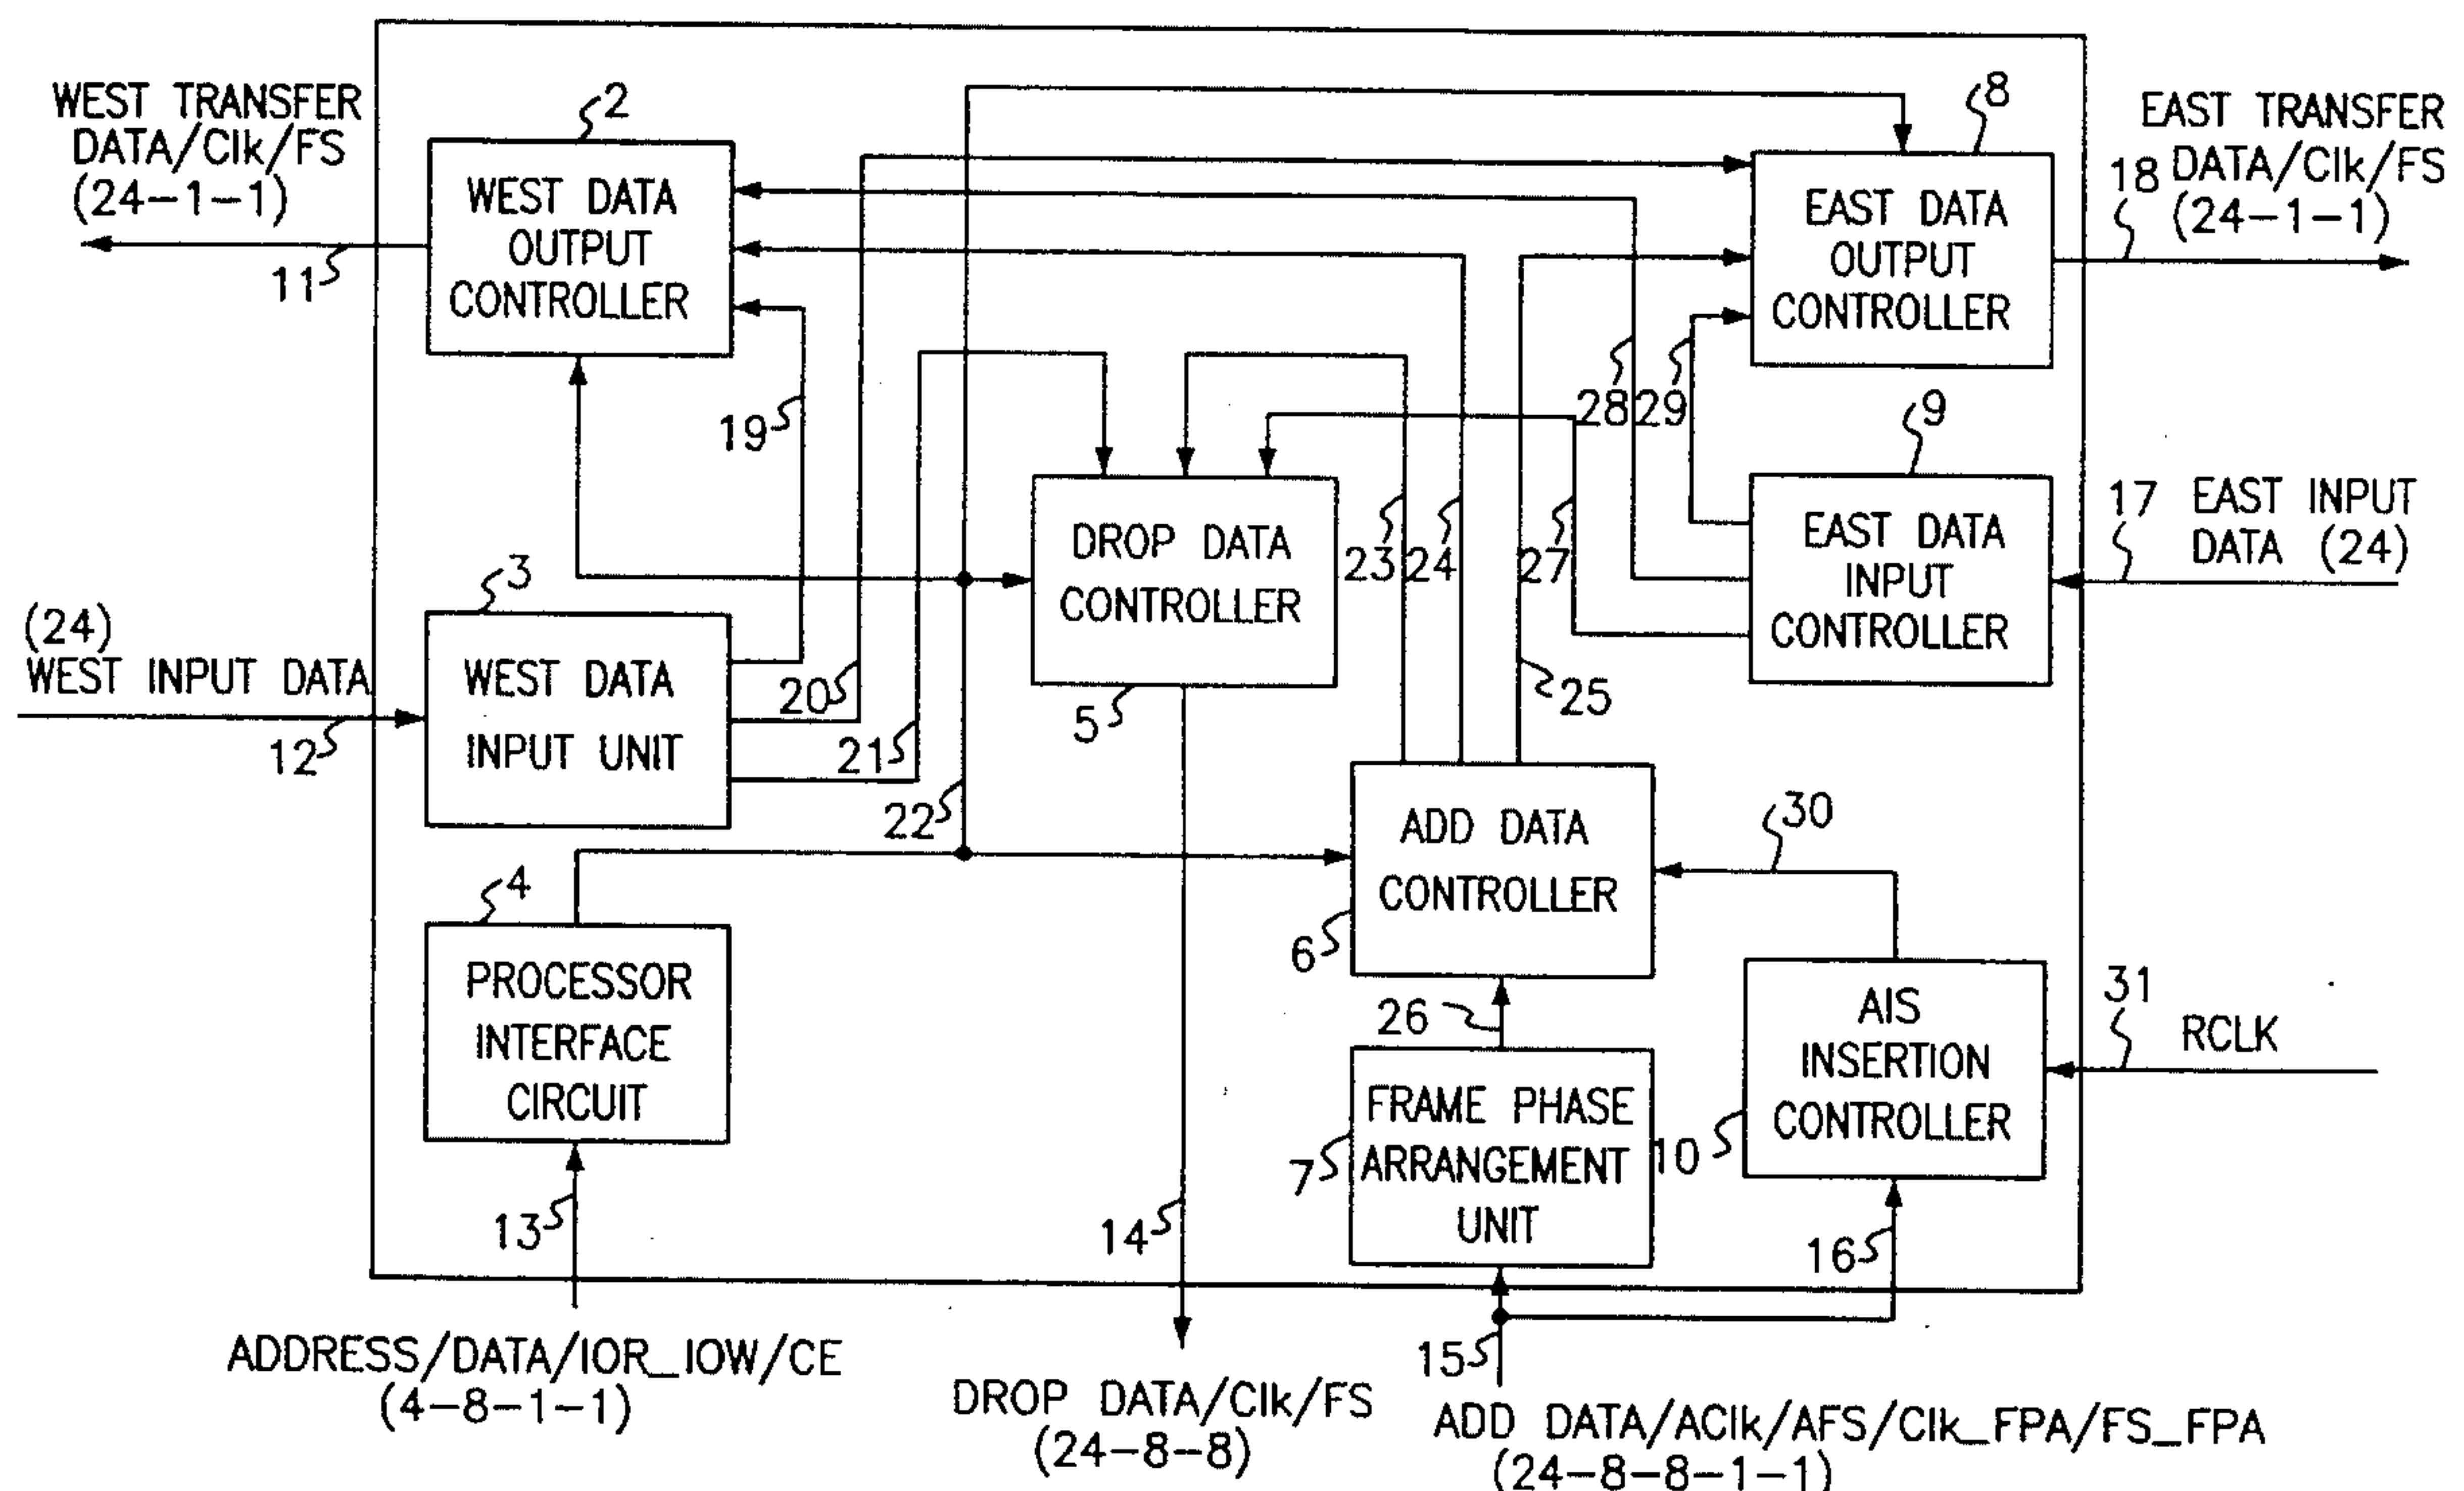 WEST TRANSFER
DATA/Clk/FS
(24-1-1)
11
2
WEST DATA
OUTPUT
CONTROLLER
8
EAST DATA
OUTPUT
CONTROLLER
EAST TRANSFER
18 DATA/Clk/FS
(24-1-1)
19
28
29
9
EAST DATA
INPUT
CONTROLLER
17 EAST INPUT
DATA (24)
DROP DATA
CONTROLLER
5
23
24
27
25
3
(24)
WEST INPUT DATA
12
WEST DATA
INPUT UNIT
20
21
22
ADD DATA
CONTROLLER
6
30
4
PROCESSOR
INTERFACE
CIRCUIT
13
26
FRAME PHASE
ARRANGEMENT
UNIT
7
AIS
INSERTION
CONTROLLER
10
31
RCLK
14
16
15
ADDRESS/DATA/IOR_IOW/CE
(4-8-1-1)
DROP DATA/Clk/FS
(24-8-8)
ADD DATA/AClk/AFS/Clk_FPA/FS_FPA
(24-8-8-1-1)